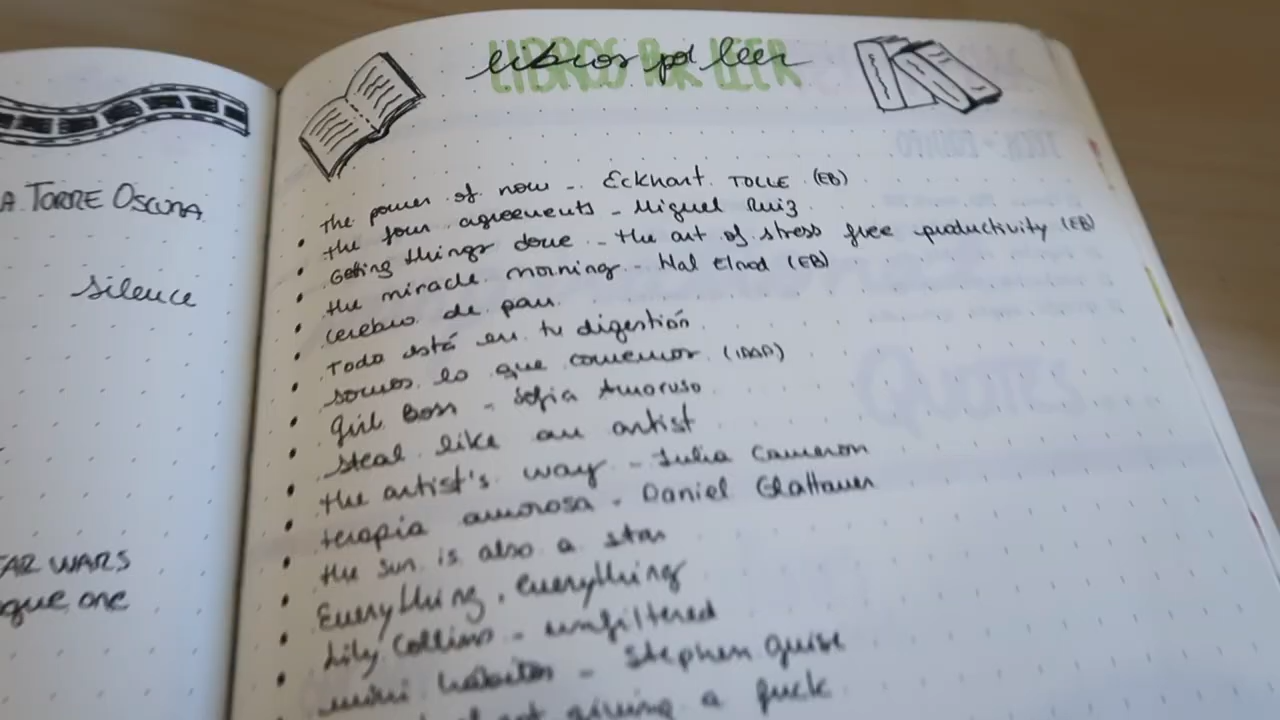 A TORRE OSCURA
silence
AR WARS
gue one
LIBROS POR LEER
libros por leer
the power of now - Eckhart TOLLE (EB)
the four agreements - Miguel Ruiz
Getting things done - the art of stress free productivity (EB)
the miracle morning - Hal Elrod (EB)
cerebro de pan
Todo está en tu digestión
somos lo que comemos
girl Boss - Sofia Amoruso
steal like an artist
the artist's way - Julia Cameron
terapia amorosa - Daniel Glattauer
the sun is also a star
Everything, everything
Lily Collins - unfiltered
mini habitos - Stephen guise
not giving a fuck
QUOTES